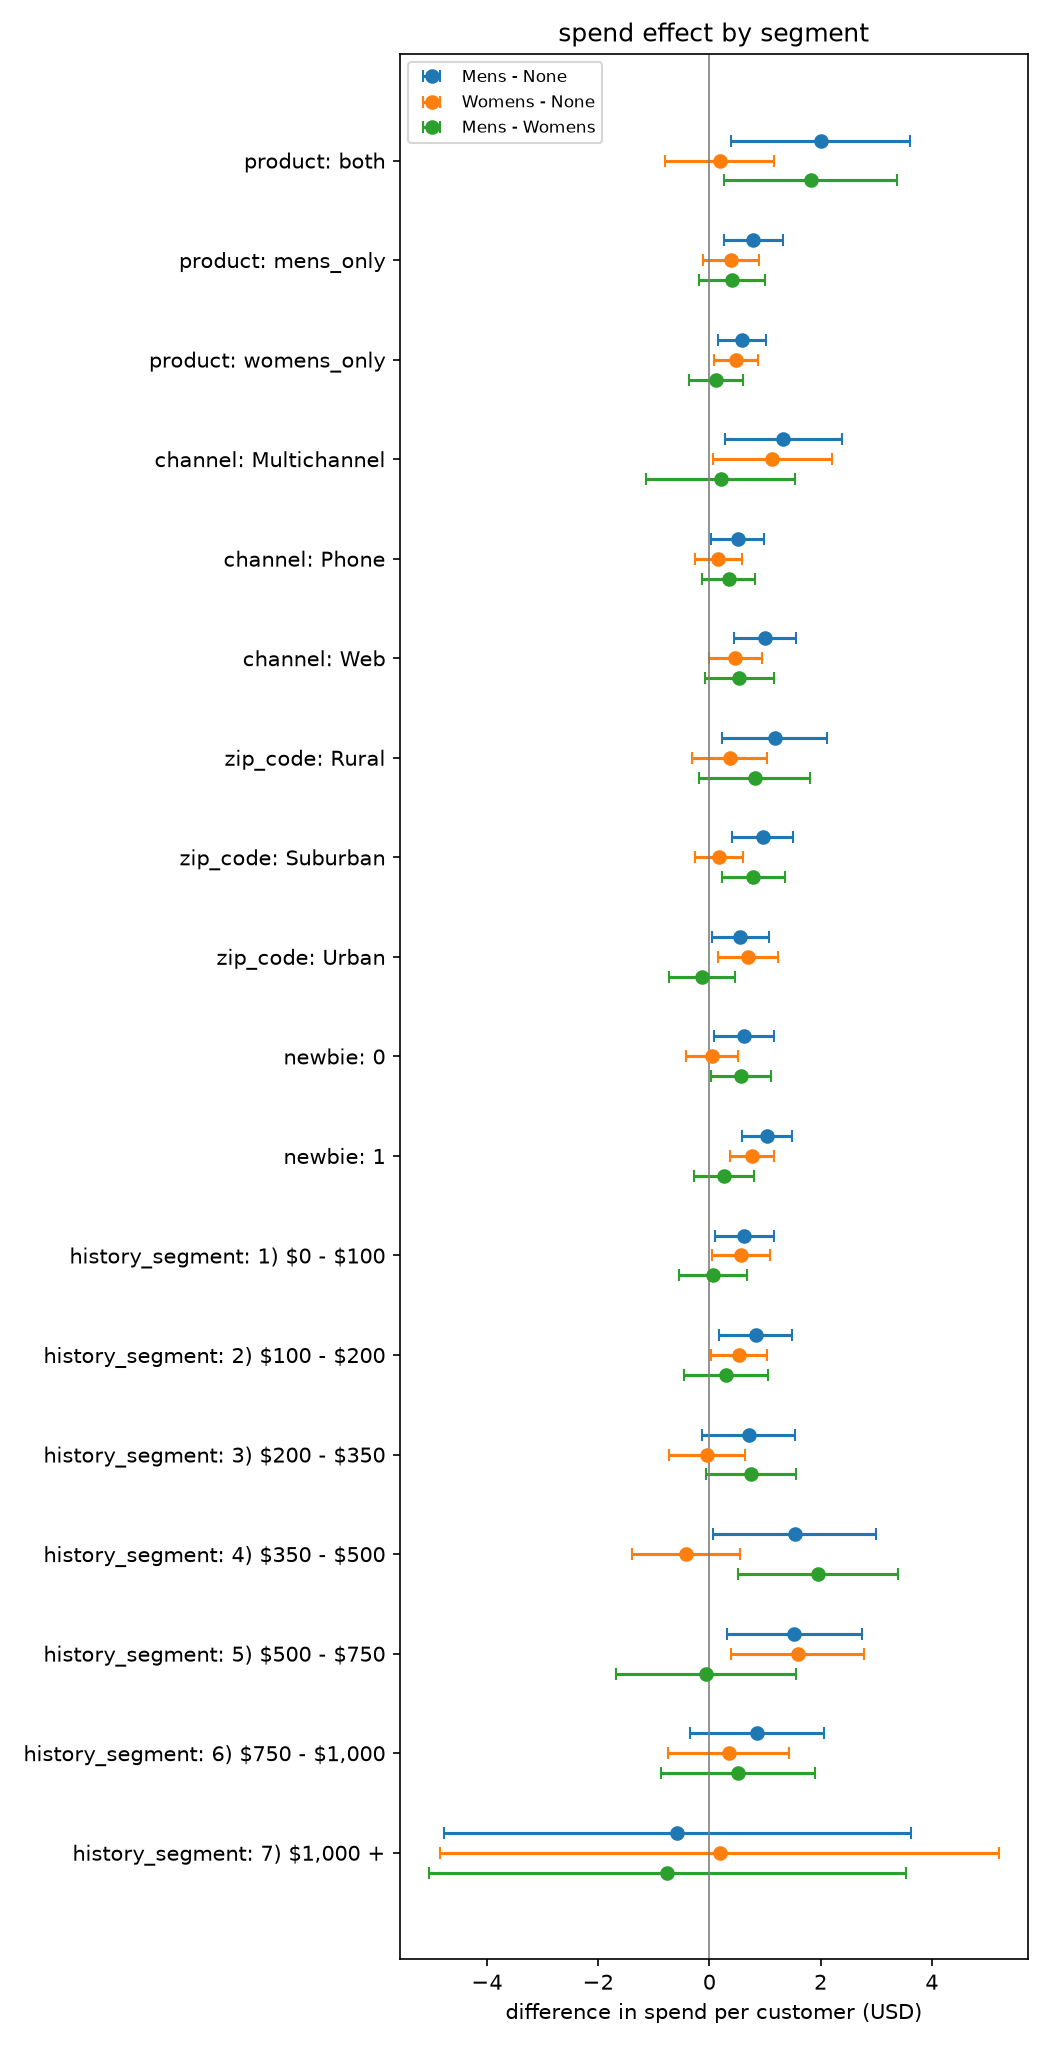 spend effect by segment
Mens - None
Womens - None
Mens - Womens
product: both
product: mens_only
product: womens_only
channel: Multichannel
channel: Phone
channel: Web
zip_code: Rural
zip_code: Suburban
zip_code: Urban
newbie: 0
newbie: 1
history_segment: 1) $0 - $100
history_segment: 2) $100 - $200
history_segment: 3) $200 - $350
history_segment: 4) $350 - $500
history_segment: 5) $500 - $750
history_segment: 6) $750 - $1,000
history_segment: 7) $1,000 +
−4 −2 0 2 4
difference in spend per customer (USD)